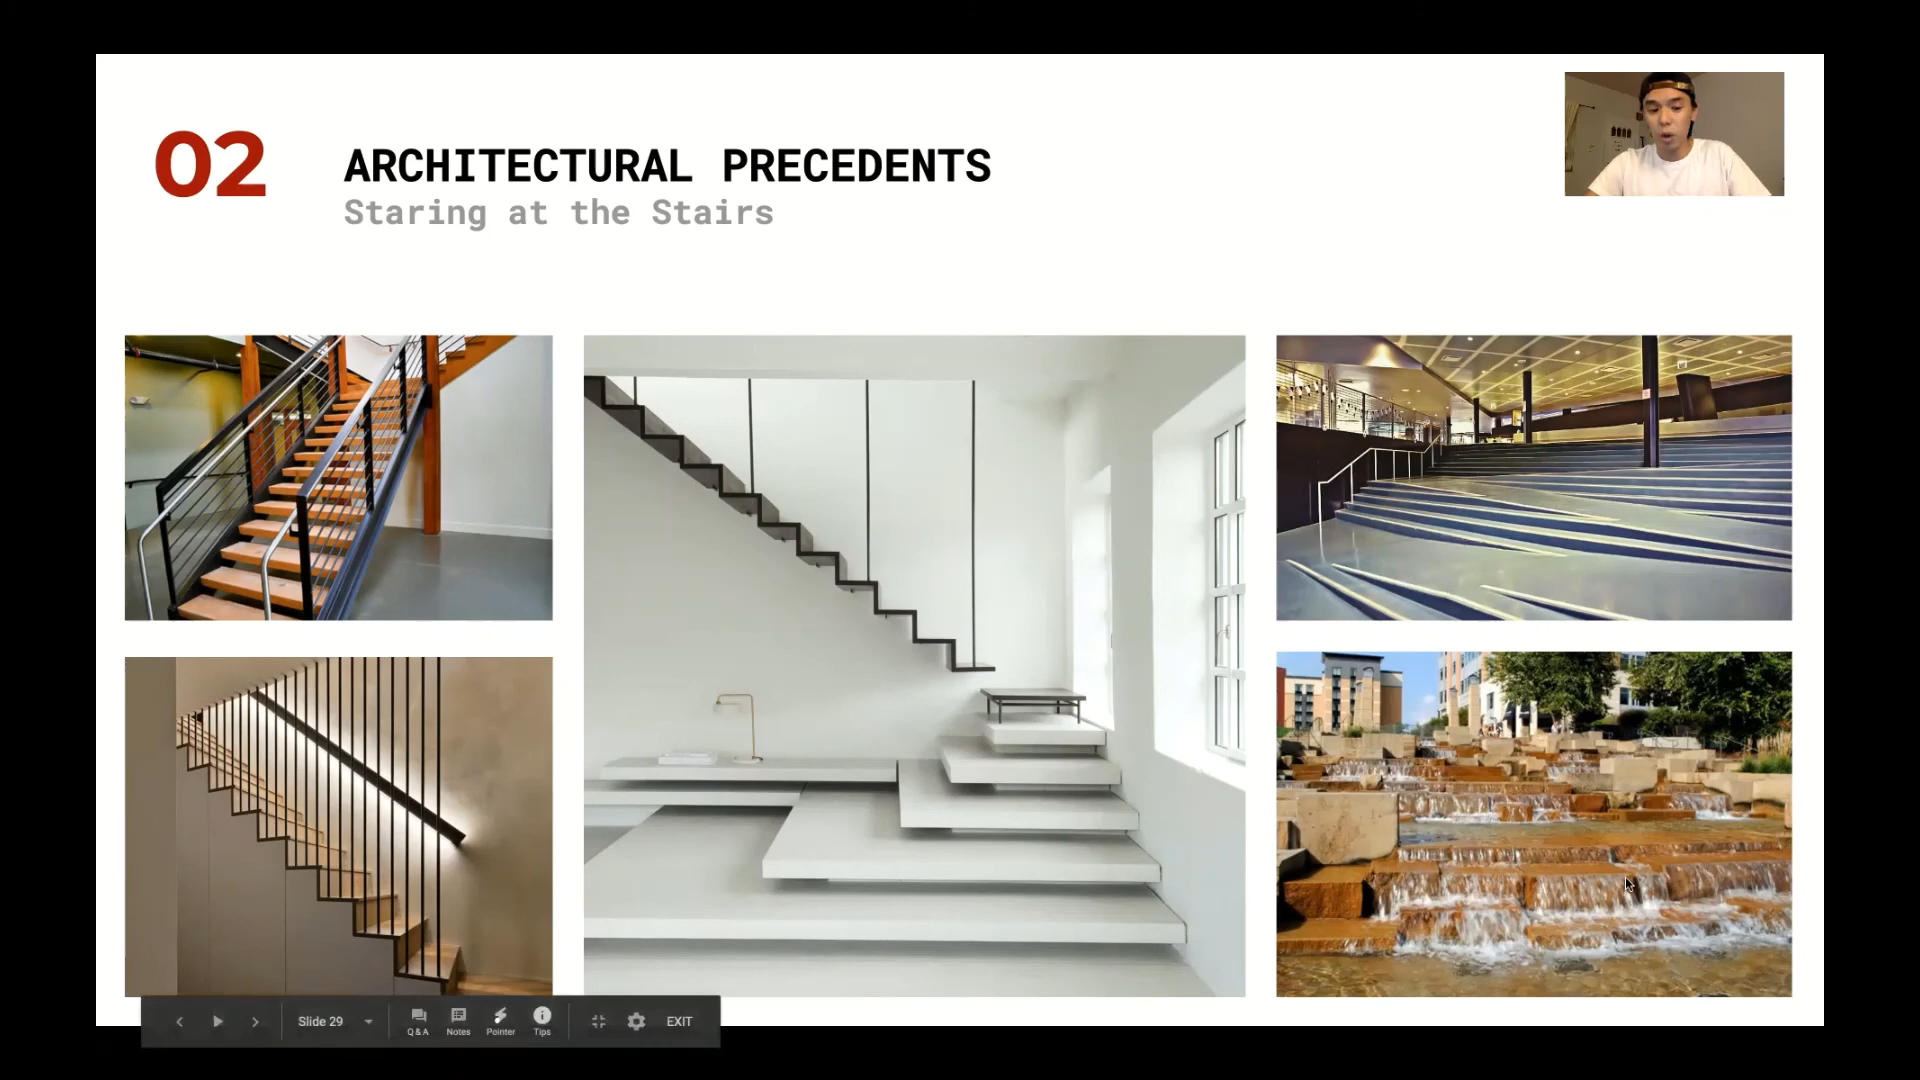 02
ARCHITECTURAL PRECEDENTS
Staring at the Stairs
Slide 29
Q&A
Notes
Pointer
Tips
EXIT